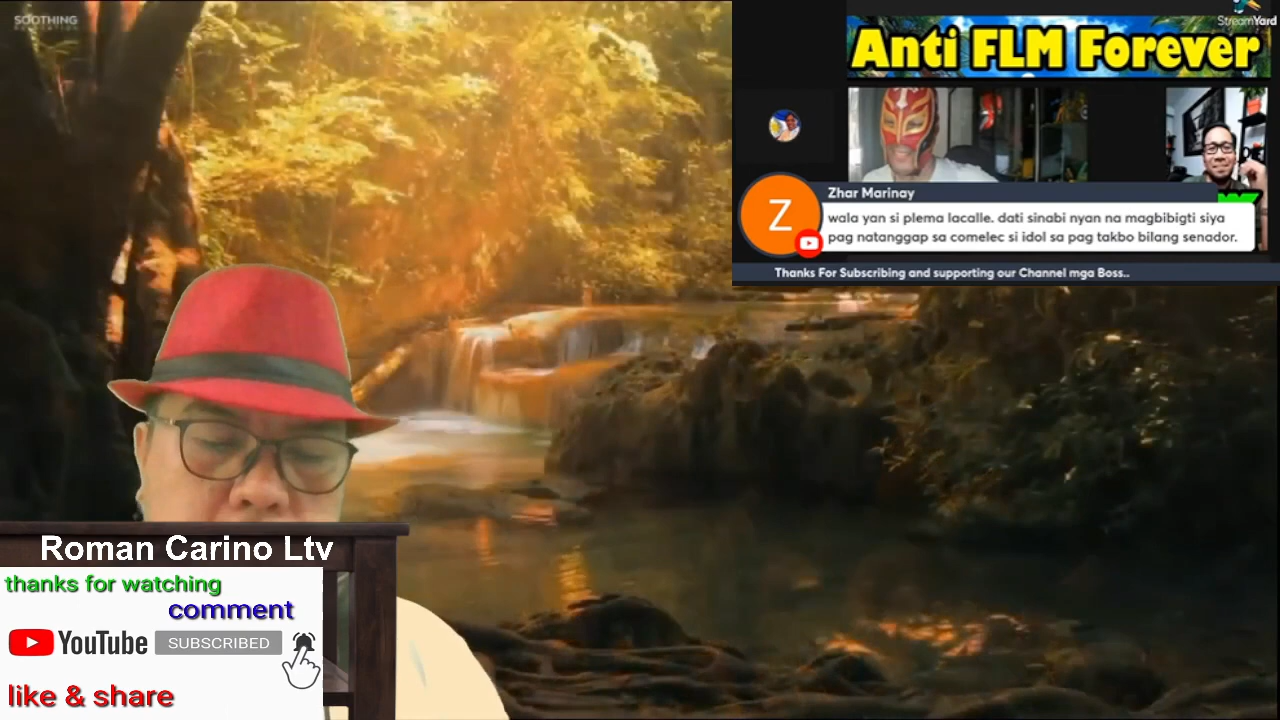 SOOTHING
RELAXATION
StreamYard
Anti FLM Forever
Z
Zhar Marinay
wala yan si plema lacalle. dati sinabi nyan na magbibigti siya
pag natanggap sa comelec si idol sa pag takbo bilang senador.
Thanks For Subscribing and supporting our Channel mga Boss..
Roman Carino Ltv
thanks for watching
comment
YouTube SUBSCRIBED
like & share